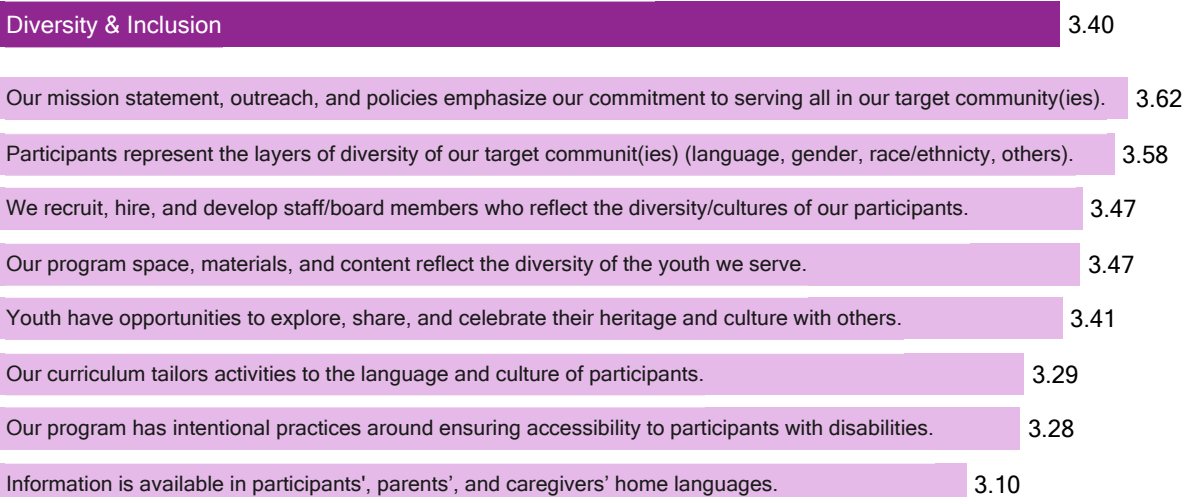 Diversity & Inclusion 3.40
Our mission statement, outreach, and policies emphasize our commitment to serving all in our target community(ies). 3.62
Participants represent the layers of diversity of our target communit(ies) (language, gender, race/ethnicty, others). 3.58
We recruit, hire, and develop staff/board members who reflect the diversity/cultures of our participants. 3.47
Our program space, materials, and content reflect the diversity of the youth we serve. 3.47
Youth have opportunities to explore, share, and celebrate their heritage and culture with others. 3.41
Our curriculum tailors activities to the language and culture of participants. 3.29
Our program has intentional practices around ensuring accessibility to participants with disabilities. 3.28
Information is available in participants', parents’, and caregivers’ home languages. 3.10